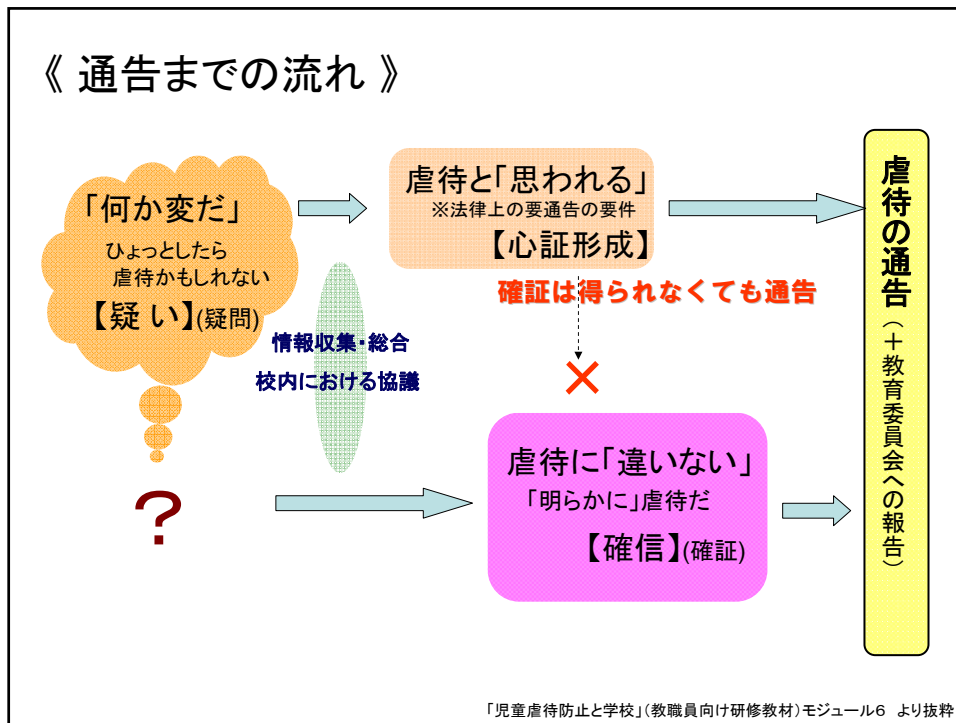 《 通告までの流れ 》
「何か変だ」
ひょっとしたら
虐待かもしれない
【疑 い】(疑問)
?
情報収集・総合
校内における協議
虐待と「思われる」
※法律上の要通告の要件
【心証形成】
確証は得られなくても通告
虐待に「違いない」
「明らかに」虐待だ
【確信】(確証)
虐待の通告(+教育委員会への報告)
「児童虐待防止と学校」(教職員向け研修教材)モジュール6 より抜粋